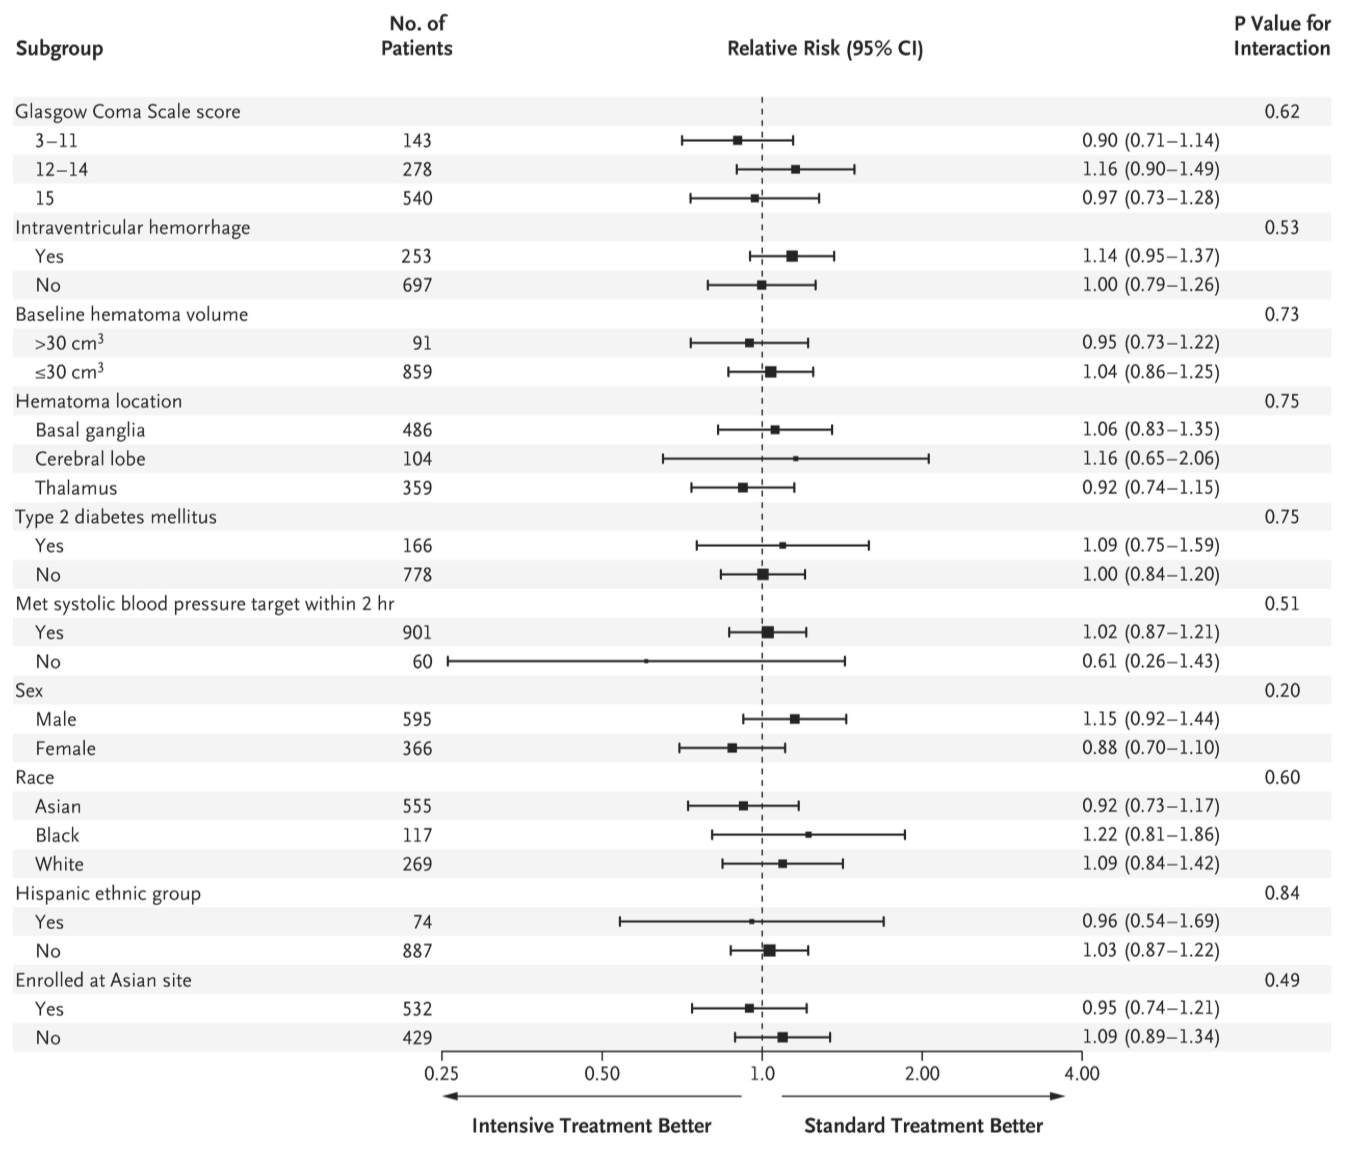 Subgroup No. of Patients Relative Risk (95% CI) P Value for Interaction
Glasgow Coma Scale score 0.62
3–11 143 0.90 (0.71–1.14)
12–14 278 1.16 (0.90–1.49)
15 540 0.97 (0.73–1.28)
Intraventricular hemorrhage 0.53
Yes 253 1.14 (0.95–1.37)
No 697 1.00 (0.79–1.26)
Baseline hematoma volume 0.73
>30 cm³ 91 0.95 (0.73–1.22)
≤30 cm³ 859 1.04 (0.86–1.25)
Hematoma location 0.75
Basal ganglia 486 1.06 (0.83–1.35)
Cerebral lobe 104 1.16 (0.65–2.06)
Thalamus 359 0.92 (0.74–1.15)
Type 2 diabetes mellitus 0.75
Yes 166 1.09 (0.75–1.59)
No 778 1.00 (0.84–1.20)
Met systolic blood pressure target within 2 hr 0.51
Yes 901 1.02 (0.87–1.21)
No 60 0.61 (0.26–1.43)
Sex 0.20
Male 595 1.15 (0.92–1.44)
Female 366 0.88 (0.70–1.10)
Race 0.60
Asian 555 0.92 (0.73–1.17)
Black 117 1.22 (0.81–1.86)
White 269 1.09 (0.84–1.42)
Hispanic ethnic group 0.84
Yes 74 0.96 (0.54–1.69)
No 887 1.03 (0.87–1.22)
Enrolled at Asian site 0.49
Yes 532 0.95 (0.74–1.21)
No 429 1.09 (0.89–1.34)
0.25 0.50 1.0 2.00 4.00
Intensive Treatment Better Standard Treatment Better